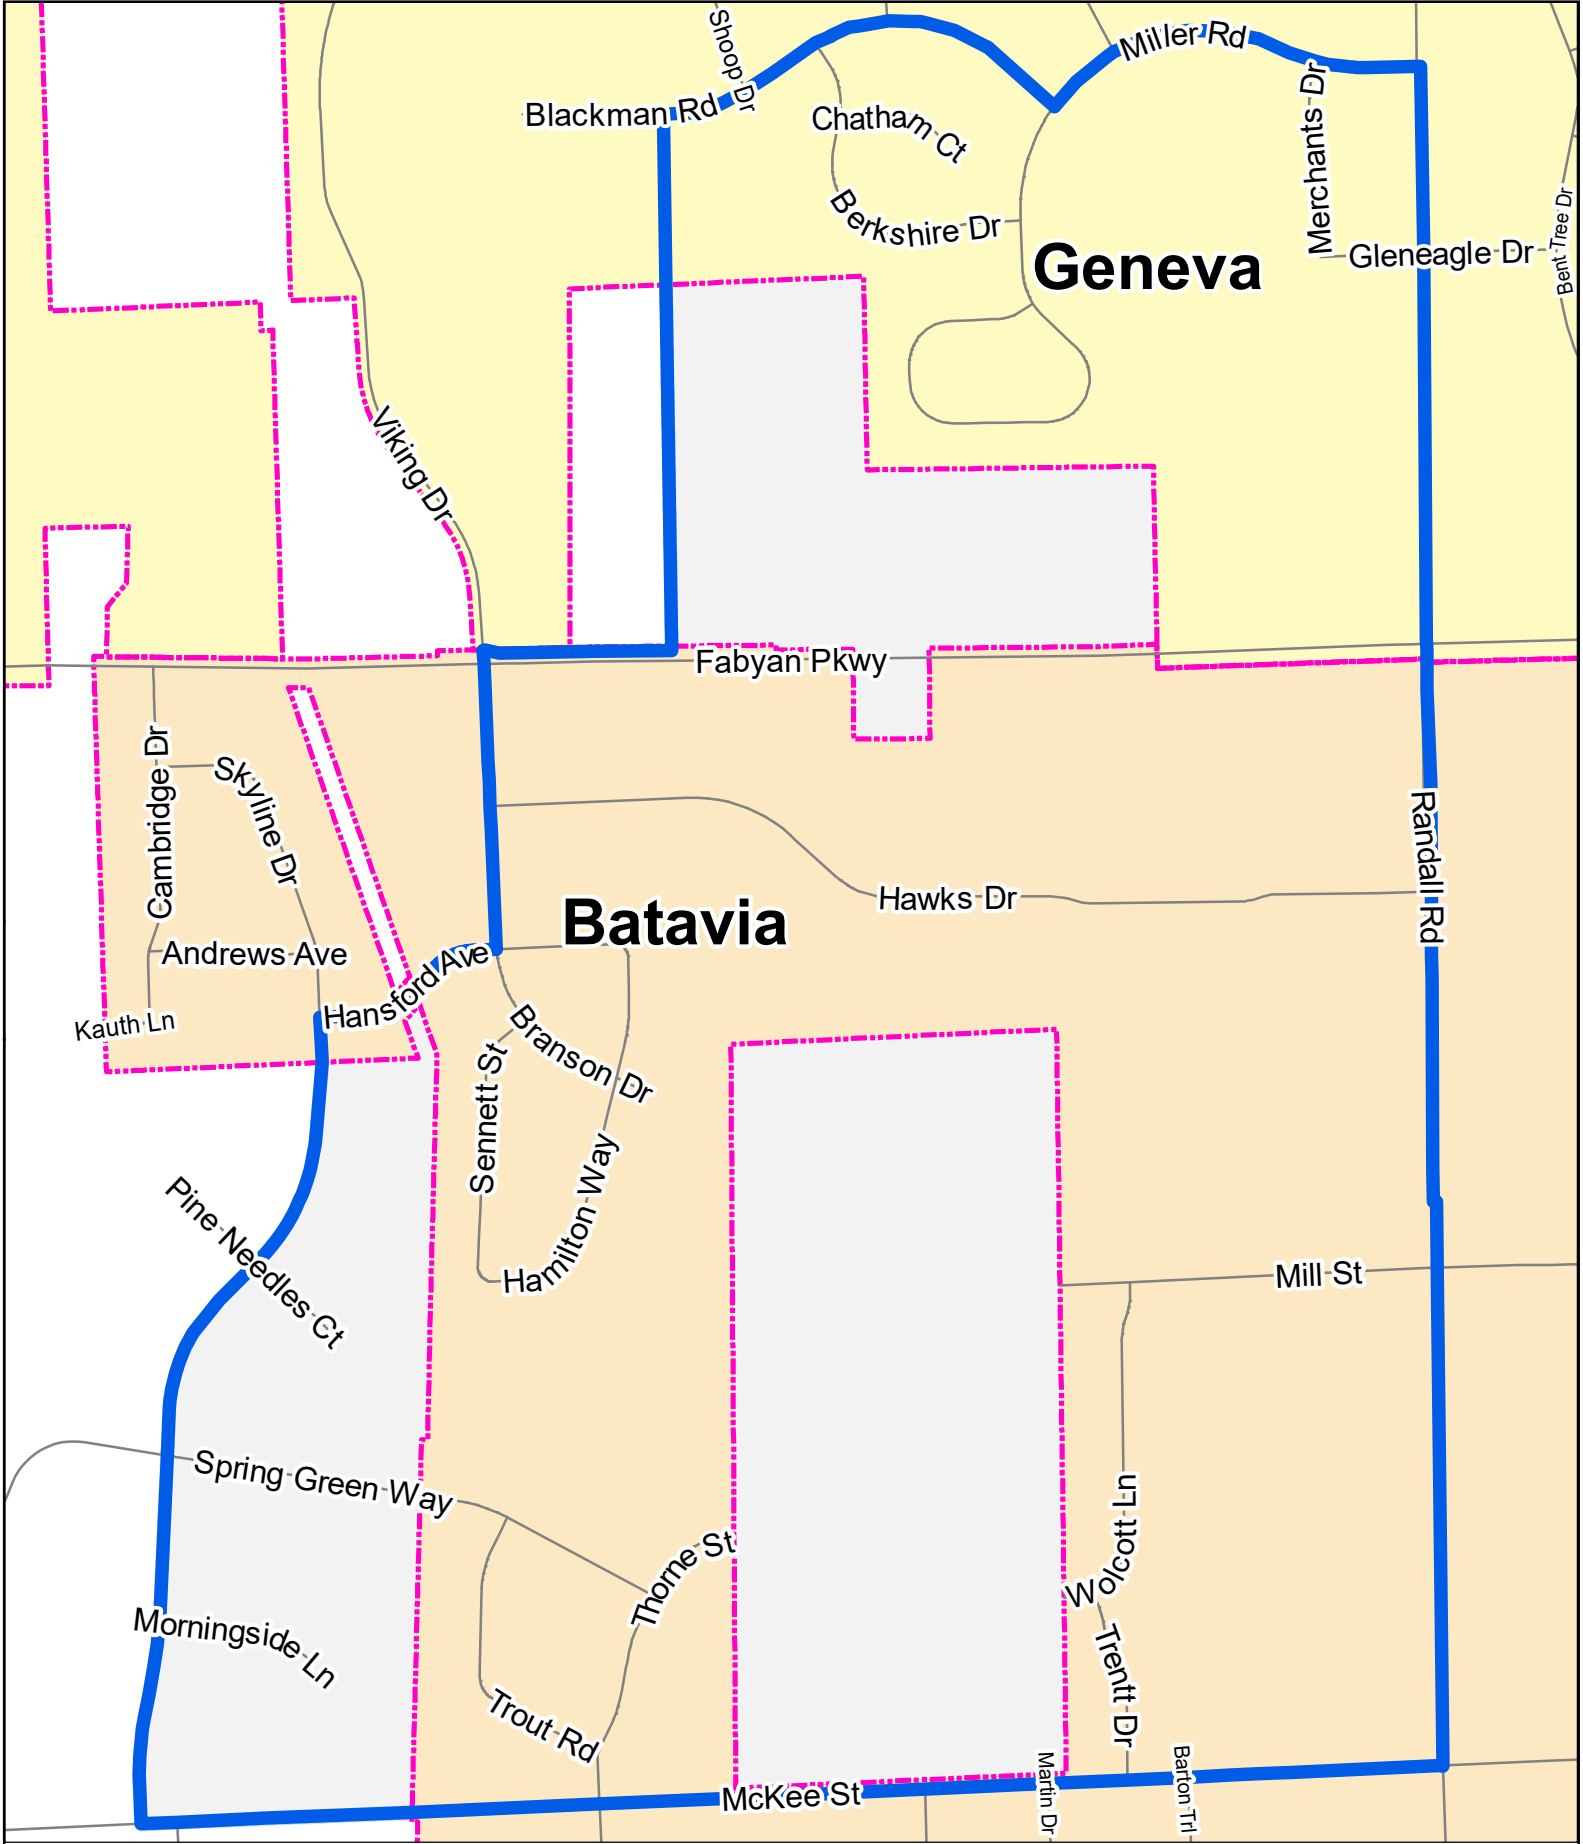 Shoop Dr
Miller Rd
Blackman Rd
Chatham Ct
Merchants Dr
Berkshire Dr
Bent Tree Dr
Gleneagle Dr
Geneva
Viking Dr
Fabyan Pkwy
Cambridge Dr
Skyline Dr
Randall Rd
Hawks Dr
Batavia
Andrews Ave
Hansford Ave
Kauth Ln
Branson Dr
Sennett St
Hamilton Way
Pine Needles Ct
Mill St
Spring Green Way
Wolcott Ln
Thorne St
Morningside Ln
Trentt Dr
Trout Rd
Martin Dr
Barton Trl
McKee St